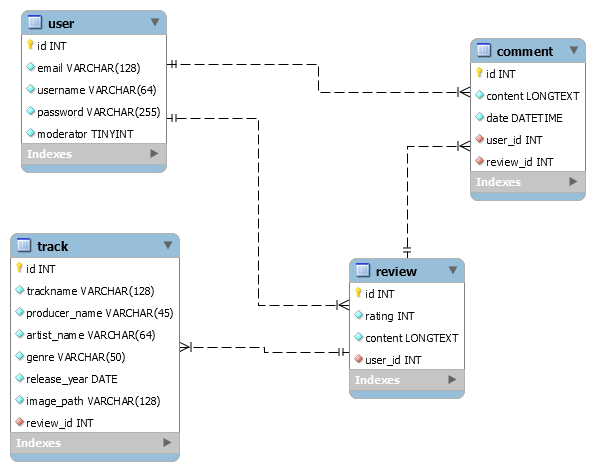 user
id INT
email VARCHAR(128)
username VARCHAR(64)
password VARCHAR(255)
moderator TINYINT
Indexes
comment
id INT
content LONGTEXT
date DATETIME
user_id INT
review_id INT
Indexes
track
id INT
trackname VARCHAR(128)
producer_name VARCHAR(45)
artist_name VARCHAR(64)
genre VARCHAR(50)
release_year DATE
image_path VARCHAR(128)
review_id INT
Indexes
review
id INT
rating INT
content LONGTEXT
user_id INT
Indexes